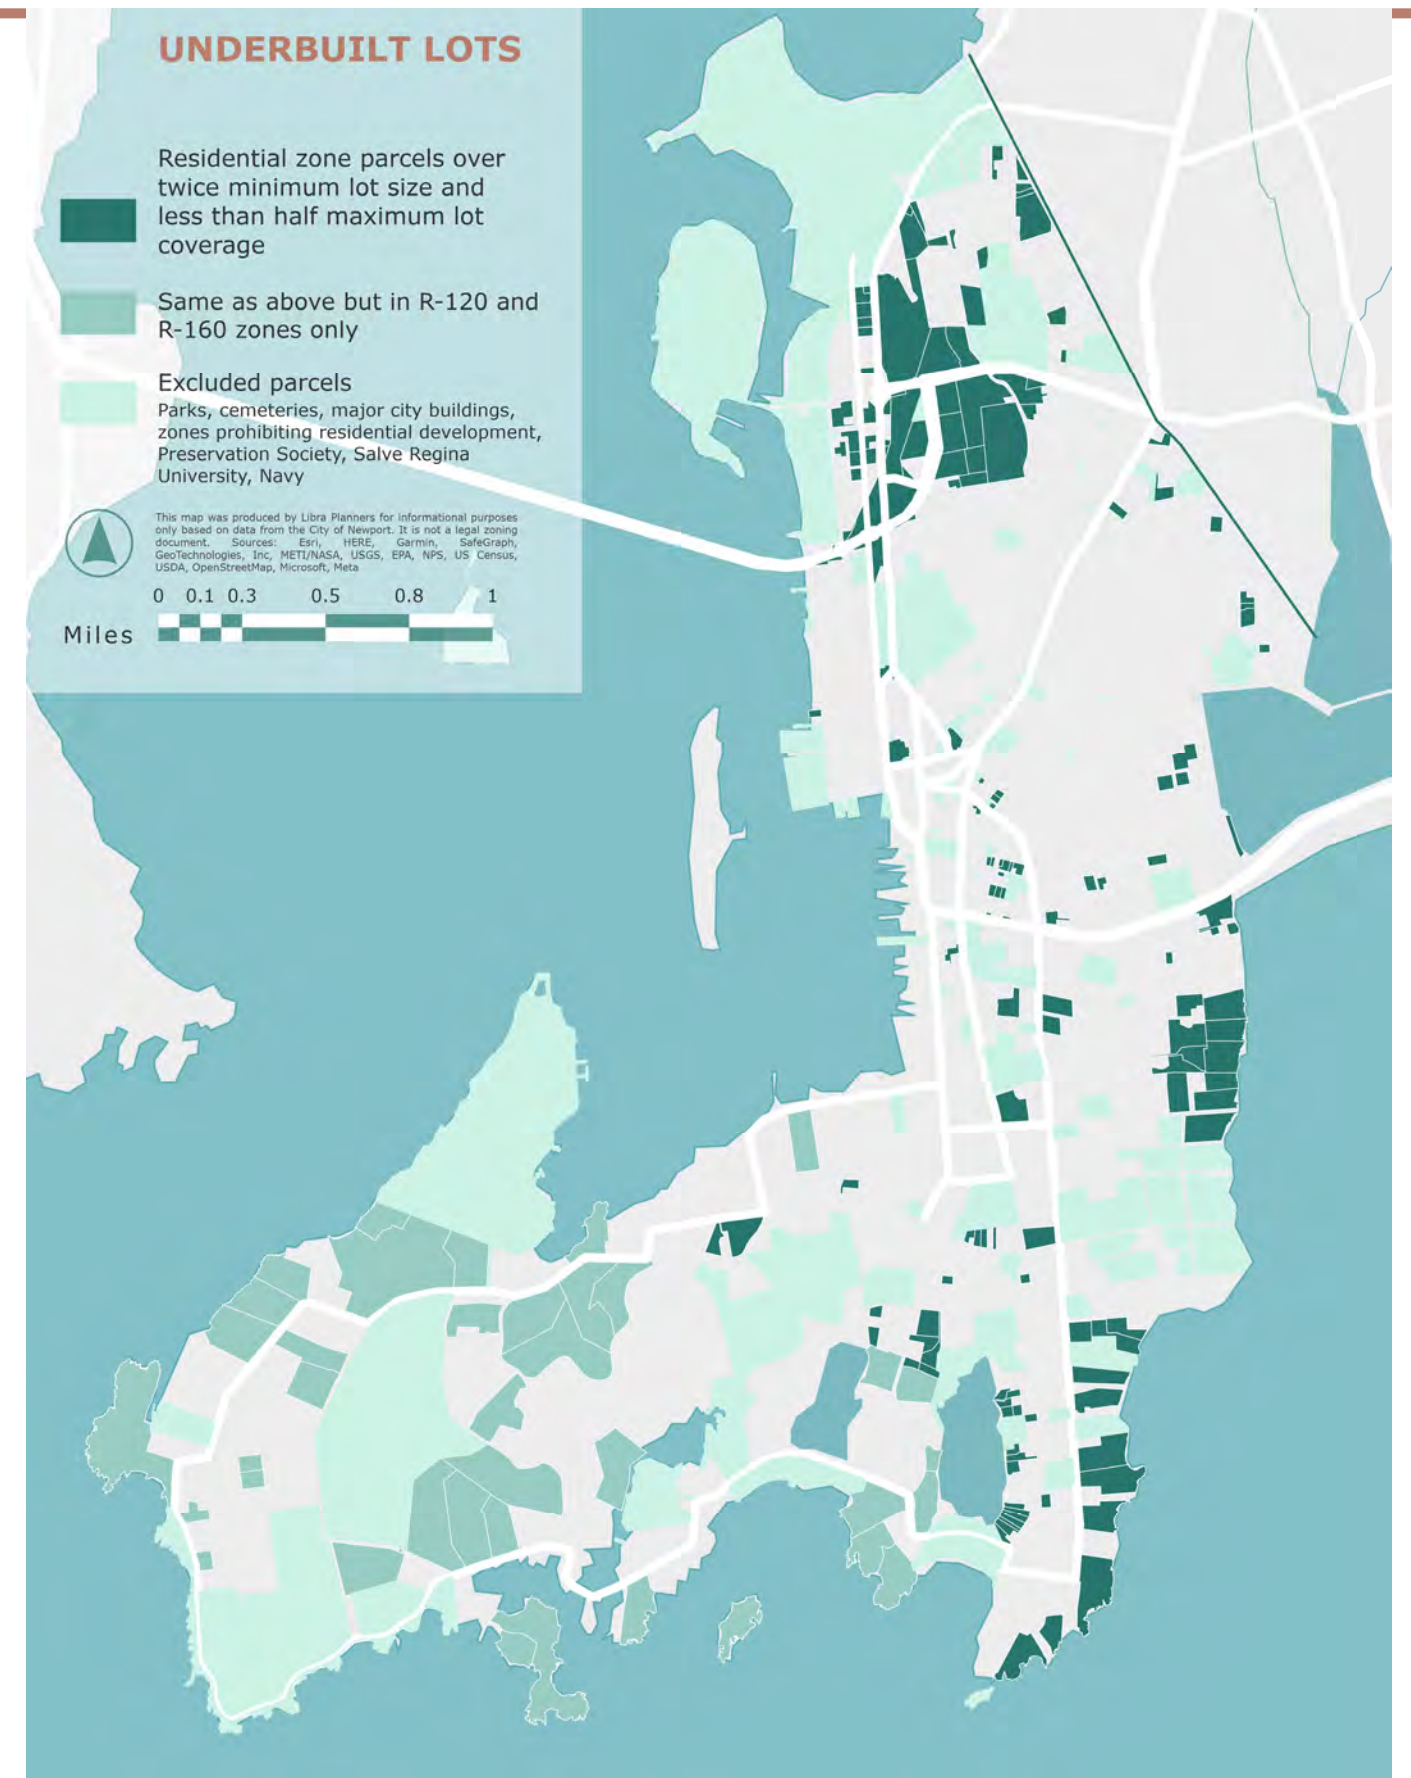 UNDERBUILT LOTS
Residential zone parcels over
twice minimum lot size and
less than half maximum lot
coverage
Same as above but in R-120 and
R-160 zones only
Excluded parcels
Parks, cemeteries, major city buildings,
zones prohibiting residential development,
Preservation Society, Salve Regina
University, Navy
This map was produced by Libra Planners for informational purposes
only based on data from the City of Newport. It is not a legal zoning
document. Sources: Esri, HERE, Garmin, SafeGraph,
GeoTechnologies, Inc, METI/NASA, USGS, EPA, NPS, US Census,
USDA, OpenStreetMap, Microsoft, Meta
0 0.1 0.3 0.5 0.8 1
Miles